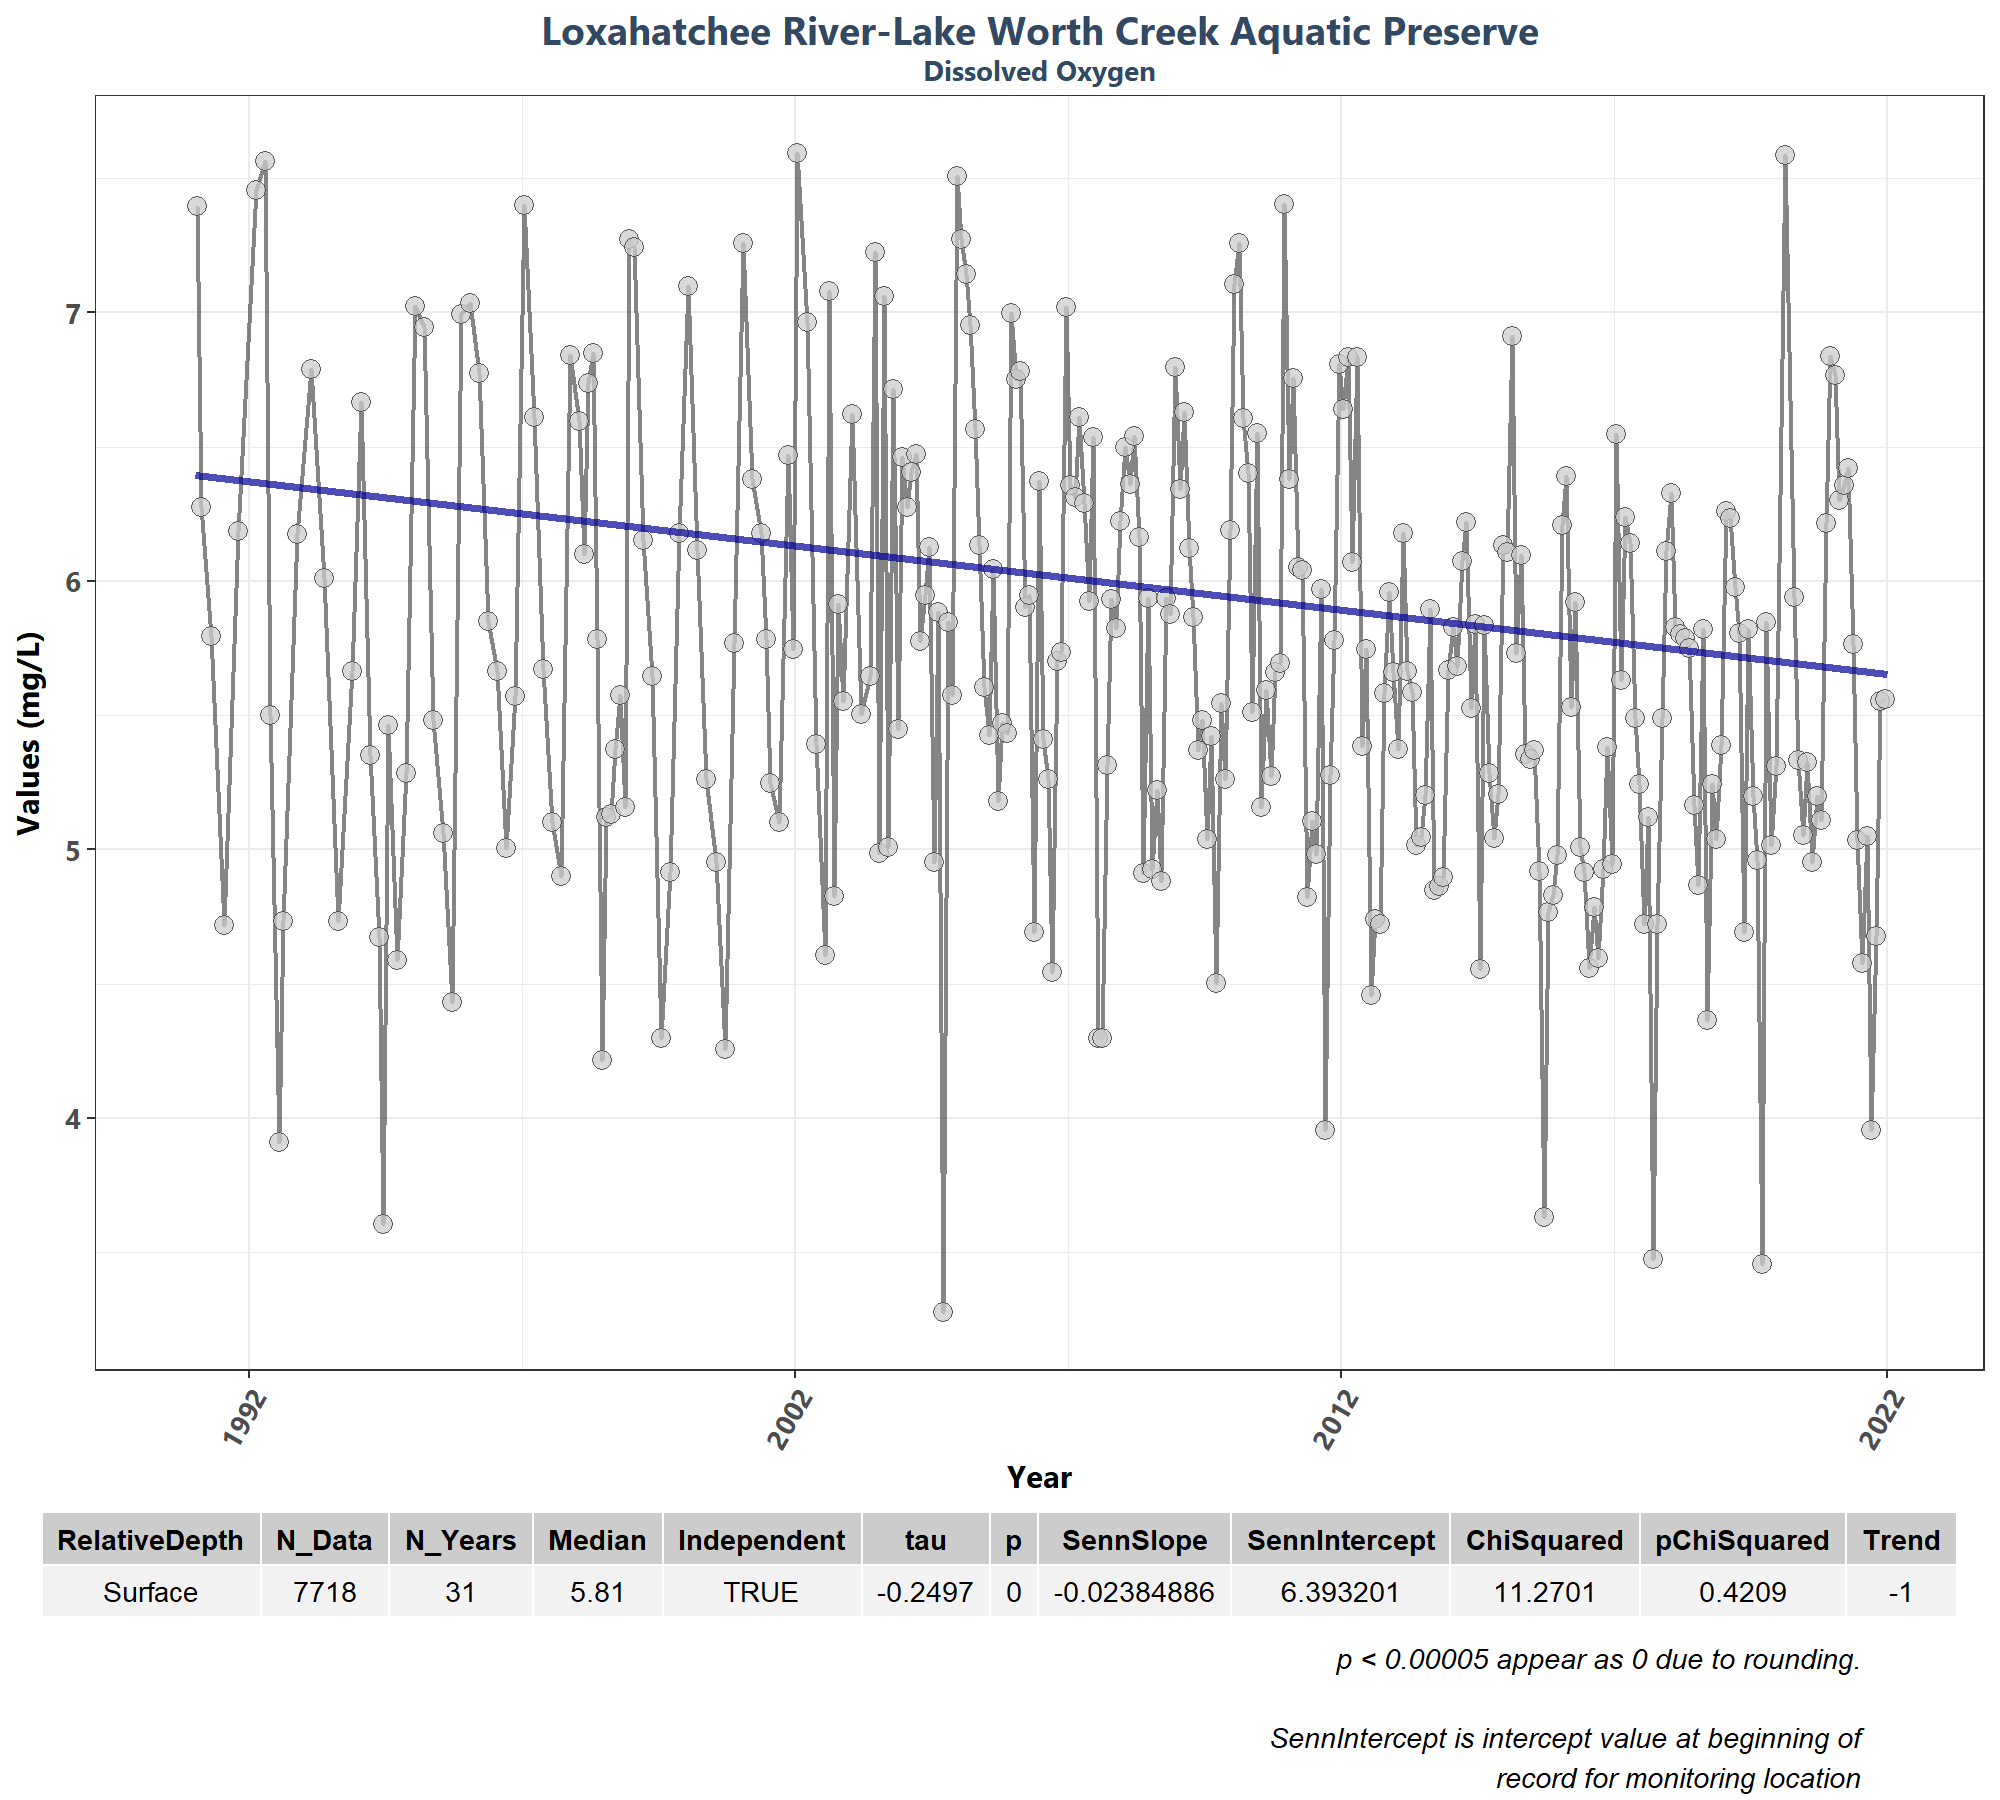 Loxahatchee River-Lake Worth Creek Aquatic Preserve
Dissolved Oxygen
Values (mg/L)
7
6
5
4
1992 2002 2012 2022
Year
RelativeDepth N_Data N_Years Median Independent tau p SennSlope SennIntercept ChiSquared pChiSquared Trend
Surface 7718 31 5.81 TRUE -0.2497 0 -0.02384886 6.393201 11.2701 0.4209 -1
p < 0.00005 appear as 0 due to rounding.
SennIntercept is intercept value at beginning of
record for monitoring location